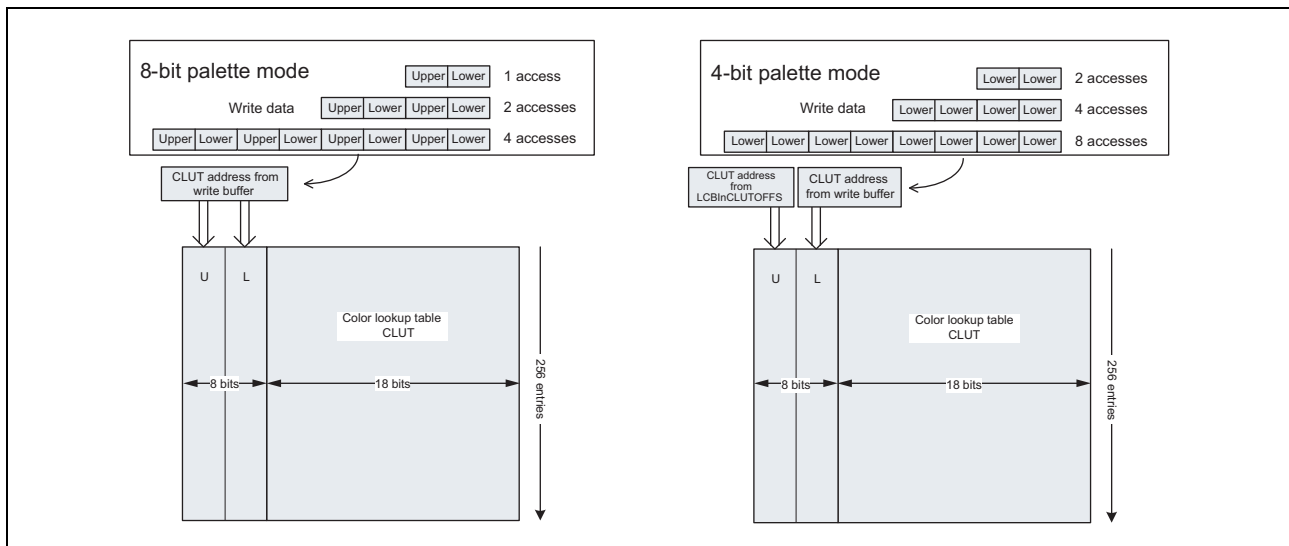 8-bit palette mode
Upper Lower 1 access
Write data Upper Lower Upper Lower 2 accesses
Upper Lower Upper Lower Upper Lower Upper Lower 4 accesses
CLUT address from
write buffer
U L
Color lookup table
CLUT
8 bits 18 bits
256 entries
4-bit palette mode
Lower Lower 2 accesses
Write data Lower Lower Lower Lower 4 accesses
Lower Lower Lower Lower Lower Lower Lower Lower 8 accesses
CLUT address
from
LCBInCLUTOFFS
CLUT address
from write buffer
U L
Color lookup table
CLUT
8 bits 18 bits
256 entries